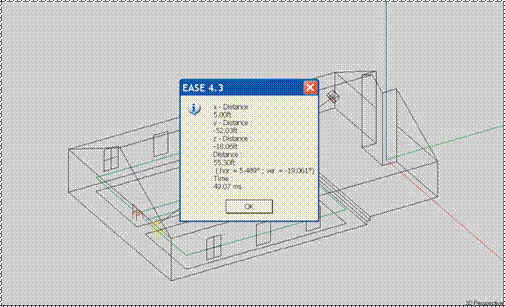 EASE 4.3
x - Distance :
5.00ft
y - Distance :
-52.03ft
z - Distance :
-18.06ft
Distance :
55.30ft
( hor = 5.489° ; ver = -19.061°)
Time :
49.07 ms
OK
3D Perspective